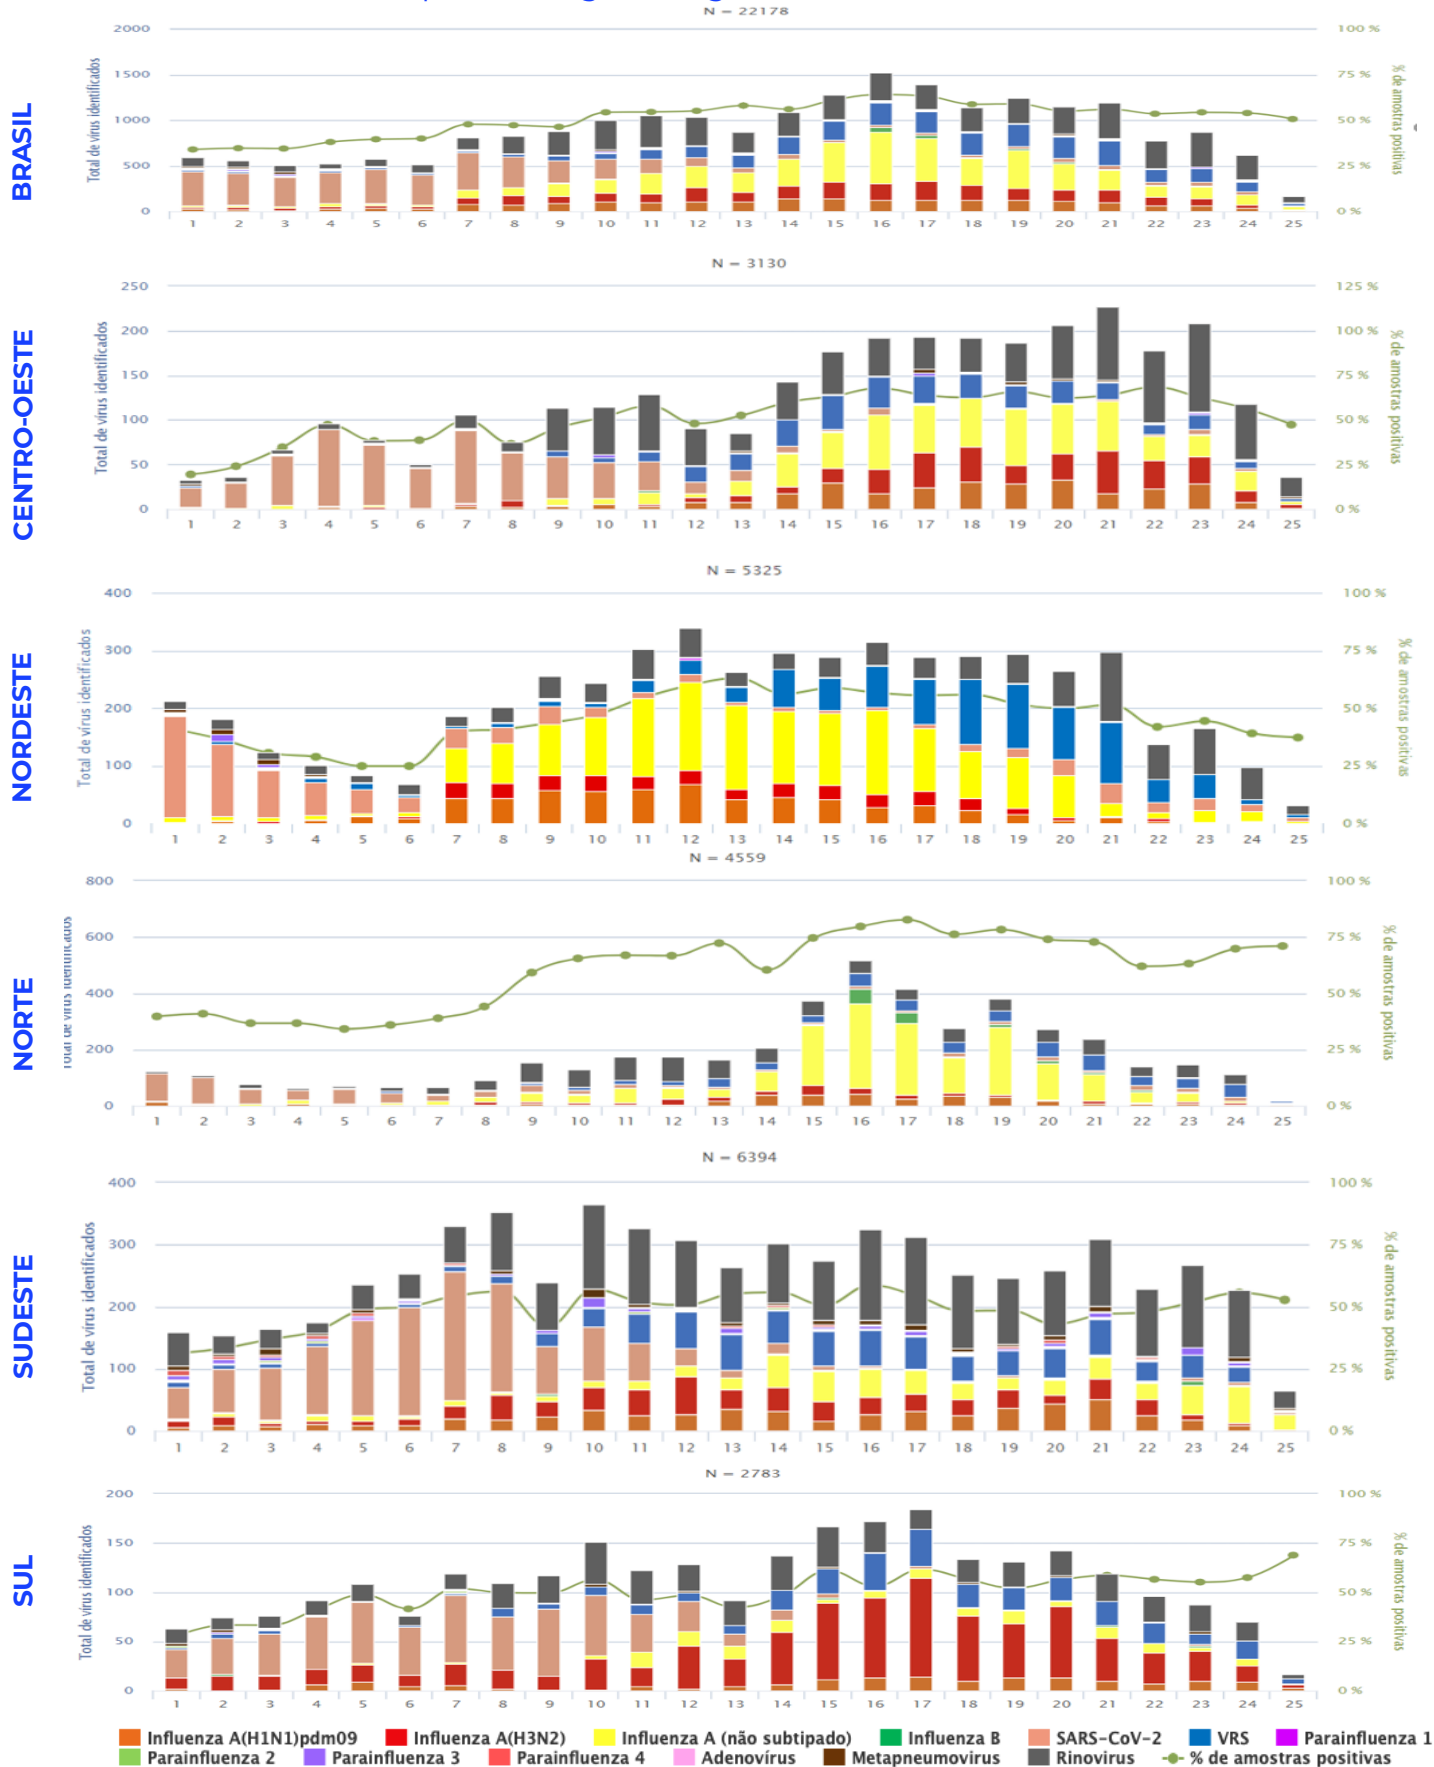 N = 22178
BRASIL
Total de vírus identificados
% de amostras positivas
2000
1500
1000
500
0
100 %
75 %
50 %
25 %
0 %
1 2 3 4 5 6 7 8 9 10 11 12 13 14 15 16 17 18 19 20 21 22 23 24 25
N = 3130
CENTRO-OESTE
Total de vírus identificados
% de amostras positivas
250
200
150
100
50
0
125 %
100 %
75 %
50 %
25 %
0 %
1 2 3 4 5 6 7 8 9 10 11 12 13 14 15 16 17 18 19 20 21 22 23 24 25
N = 5325
NORDESTE
Total de vírus identificados
% de amostras positivas
400
300
200
100
0
100 %
75 %
50 %
25 %
0 %
1 2 3 4 5 6 7 8 9 10 11 12 13 14 15 16 17 18 19 20 21 22 23 24 25
N = 4559
NORTE
Total de vírus identificados
% de amostras positivas
800
600
400
200
0
100 %
75 %
50 %
25 %
0 %
1 2 3 4 5 6 7 8 9 10 11 12 13 14 15 16 17 18 19 20 21 22 23 24 25
N = 6394
SUDESTE
Total de vírus identificados
% de amostras positivas
400
300
200
100
0
100 %
75 %
50 %
25 %
0 %
1 2 3 4 5 6 7 8 9 10 11 12 13 14 15 16 17 18 19 20 21 22 23 24 25
N = 2783
SUL
Total de vírus identificados
% de amostras positivas
200
150
100
50
0
100 %
75 %
50 %
25 %
0 %
1 2 3 4 5 6 7 8 9 10 11 12 13 14 15 16 17 18 19 20 21 22 23 24 25
Influenza A(H1N1)pdm09 Influenza A(H3N2) Influenza A (não subtipado) Influenza B SARS-CoV-2 VRS Parainfluenza 1
Parainfluenza 2 Parainfluenza 3 Parainfluenza 4 Adenovírus Metapneumovirus Rinovirus % de amostras positivas